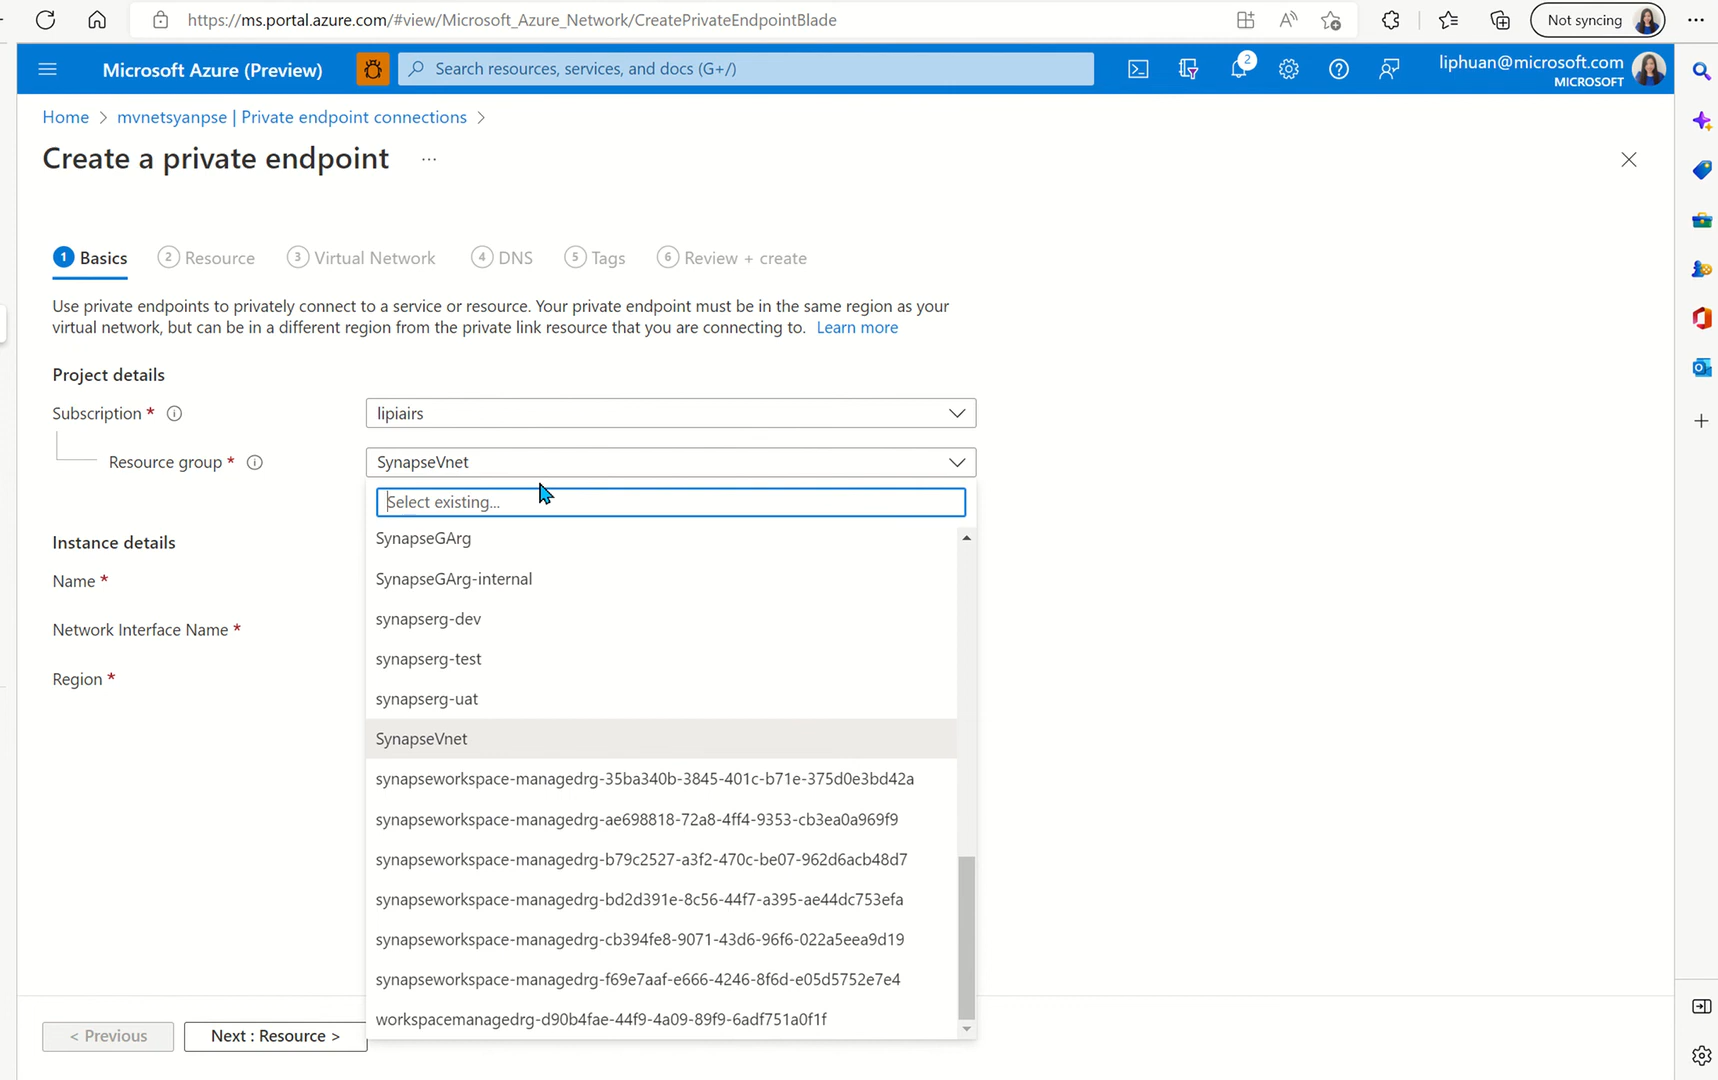 https://ms.portal.azure.com/#view/Microsoft_Azure_Network/CreatePrivateEndpointBlade
Not syncing
Microsoft Azure (Preview)
Search resources, services, and docs (G+/)
2
liphuan@microsoft.com
MICROSOFT
Home > mvnetsyanpse | Private endpoint connections >
Create a private endpoint ...
1 Basics
2 Resource
3 Virtual Network
4 DNS
5 Tags
6 Review + create
Use private endpoints to privately connect to a service or resource. Your private endpoint must be in the same region as your
virtual network, but can be in a different region from the private link resource that you are connecting to. Learn more
Project details
Subscription *
lipiairs
Resource group *
SynapseVnet
Select existing...
SynapseGArg
SynapseGArg-internal
synapserg-dev
synapserg-test
synapserg-uat
SynapseVnet
synapseworkspace-managedrg-35ba340b-3845-401c-b71e-375d0e3bd42a
synapseworkspace-managedrg-ae698818-72a8-4ff4-9353-cb3ea0a969f9
synapseworkspace-managedrg-b79c2527-a3f2-470c-be07-962d6acb48d7
synapseworkspace-managedrg-bd2d391e-8c56-44f7-a395-ae44dc753efa
synapseworkspace-managedrg-cb394fe8-9071-43d6-96f6-022a5eea9d19
synapseworkspace-managedrg-f69e7aaf-e666-4246-8f6d-e05d5752e7e4
workspacemanagedrg-d90b4fae-44f9-4a09-89f9-6adf751a0f1f
Instance details
Name *
Network Interface Name *
Region *
< Previous
Next : Resource >